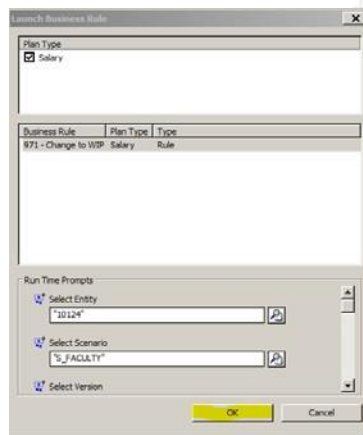 Launch Business Rule
Plan Type
Salary
Business Rule Plan Type Type
971 - Change to WIP Salary Rule
Run Time Prompts
Select Entity
"10124"
Select Scenario
"S_FACULTY"
Select Version
OK Cancel